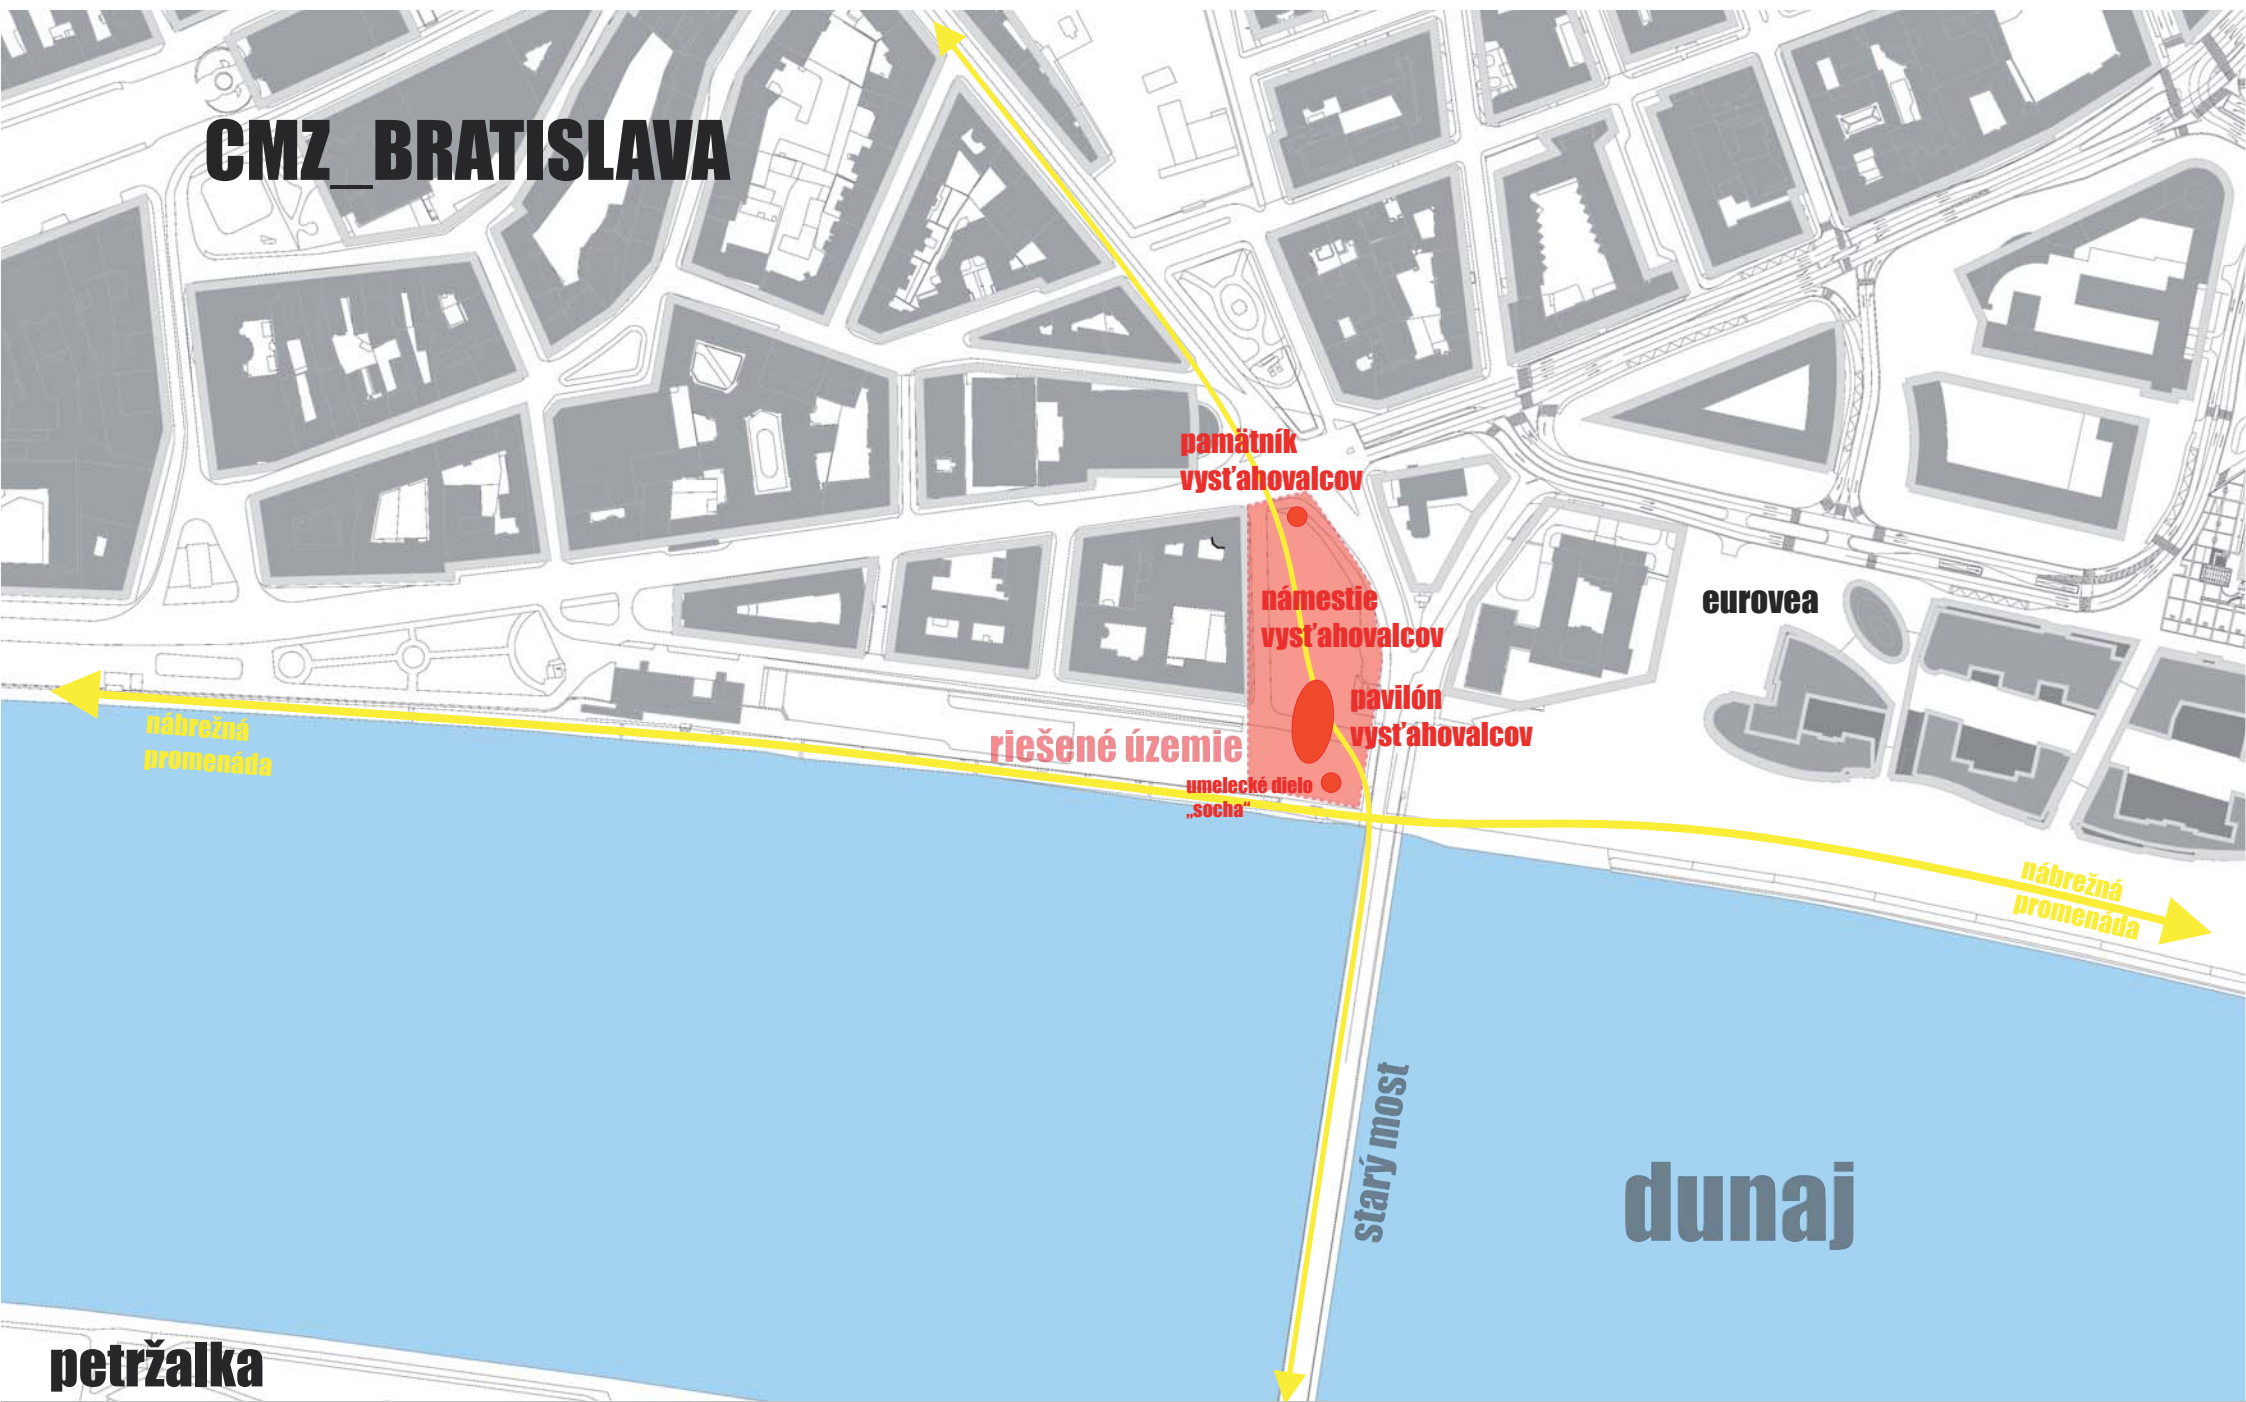 CMZ_BRATISLAVA
pamätník
vysťahovalcov
námestie
vysťahovalcov
eurovea
pavilón
vysťahovalcov
nábrežná
promenáda
riešené územie
umelecké dielo
„socha“
nábrežná
promenáda
starý most
dunaj
petržalka